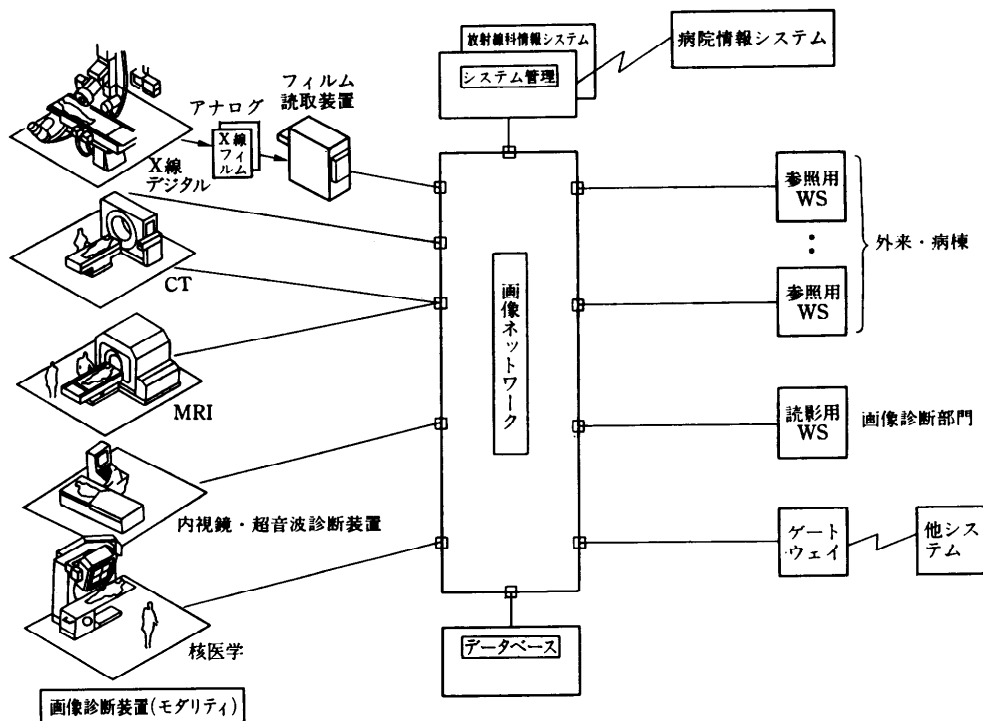 放射線科情報システム
システム管理
病院情報システム
フィルム
読取装置
アナログ
X線
フィルム
X線
デジタル
CT
MRI
内視鏡・超音波診断装置
核医学
画像診断装置(モダリティ)
画像ネットワーク
データベース
参照用
WS
参照用
WS
外来・病棟
読影用
WS
画像診断部門
ゲート
ウェイ
他シス
テム